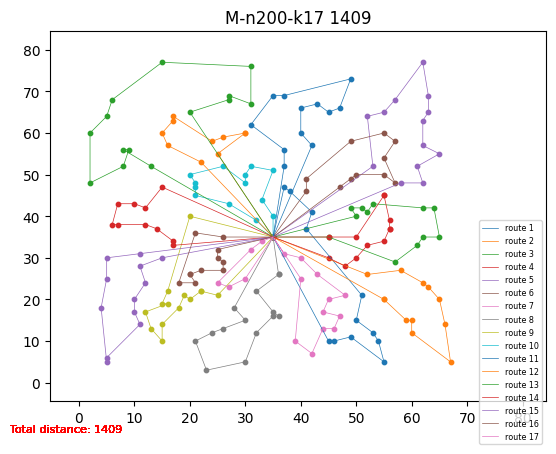 M-n200-k17 1409
80
70
60
50
40
30
20
10
0
0 10 20 30 40 50 60 70 80
route 1
route 2
route 3
route 4
route 5
route 6
route 7
route 8
route 9
route 10
route 11
route 12
route 13
route 14
route 15
route 16
route 17
Total distance: 1409